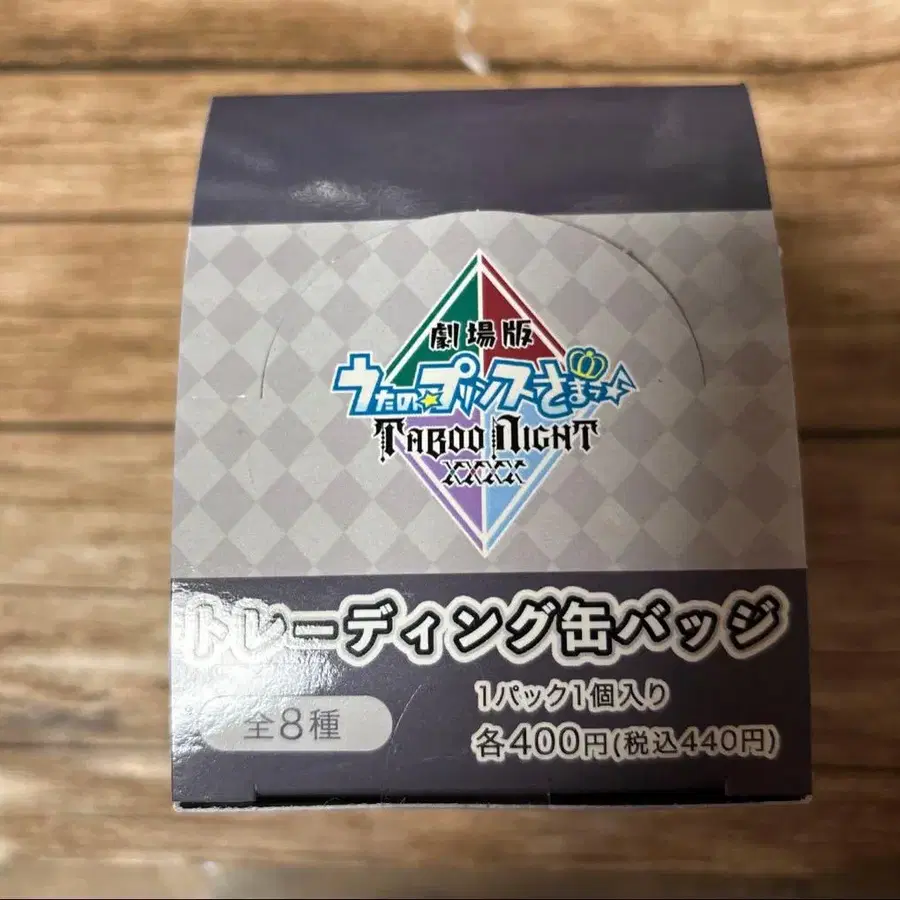 劇場版
うたの☆プリンスさまっ♪
TABOO NIGHT
XXXX
トレーディング缶バッジ
1パック1個入り
全8種
各400円(税込440円)